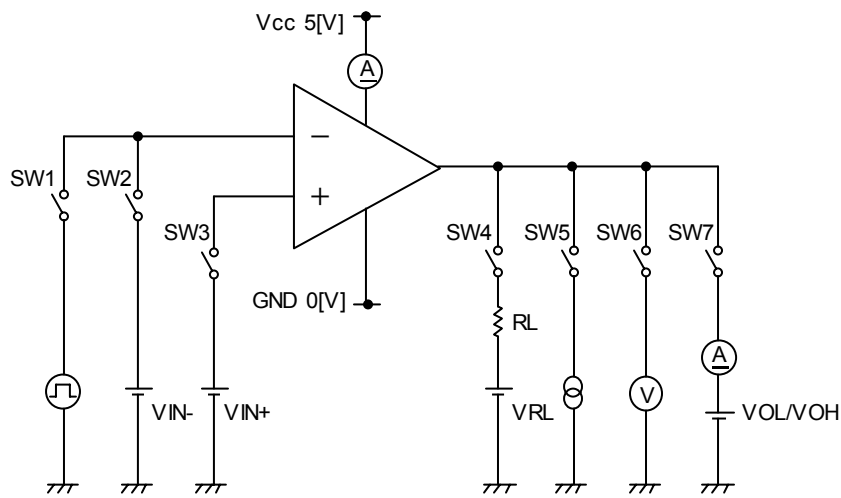 Vcc 5[V]
A
−
+
SW1
SW2
SW3
SW4
SW5
SW6
SW7
GND 0[V]
RL
A
VIN-
VIN+
VRL
V
VOL/VOH